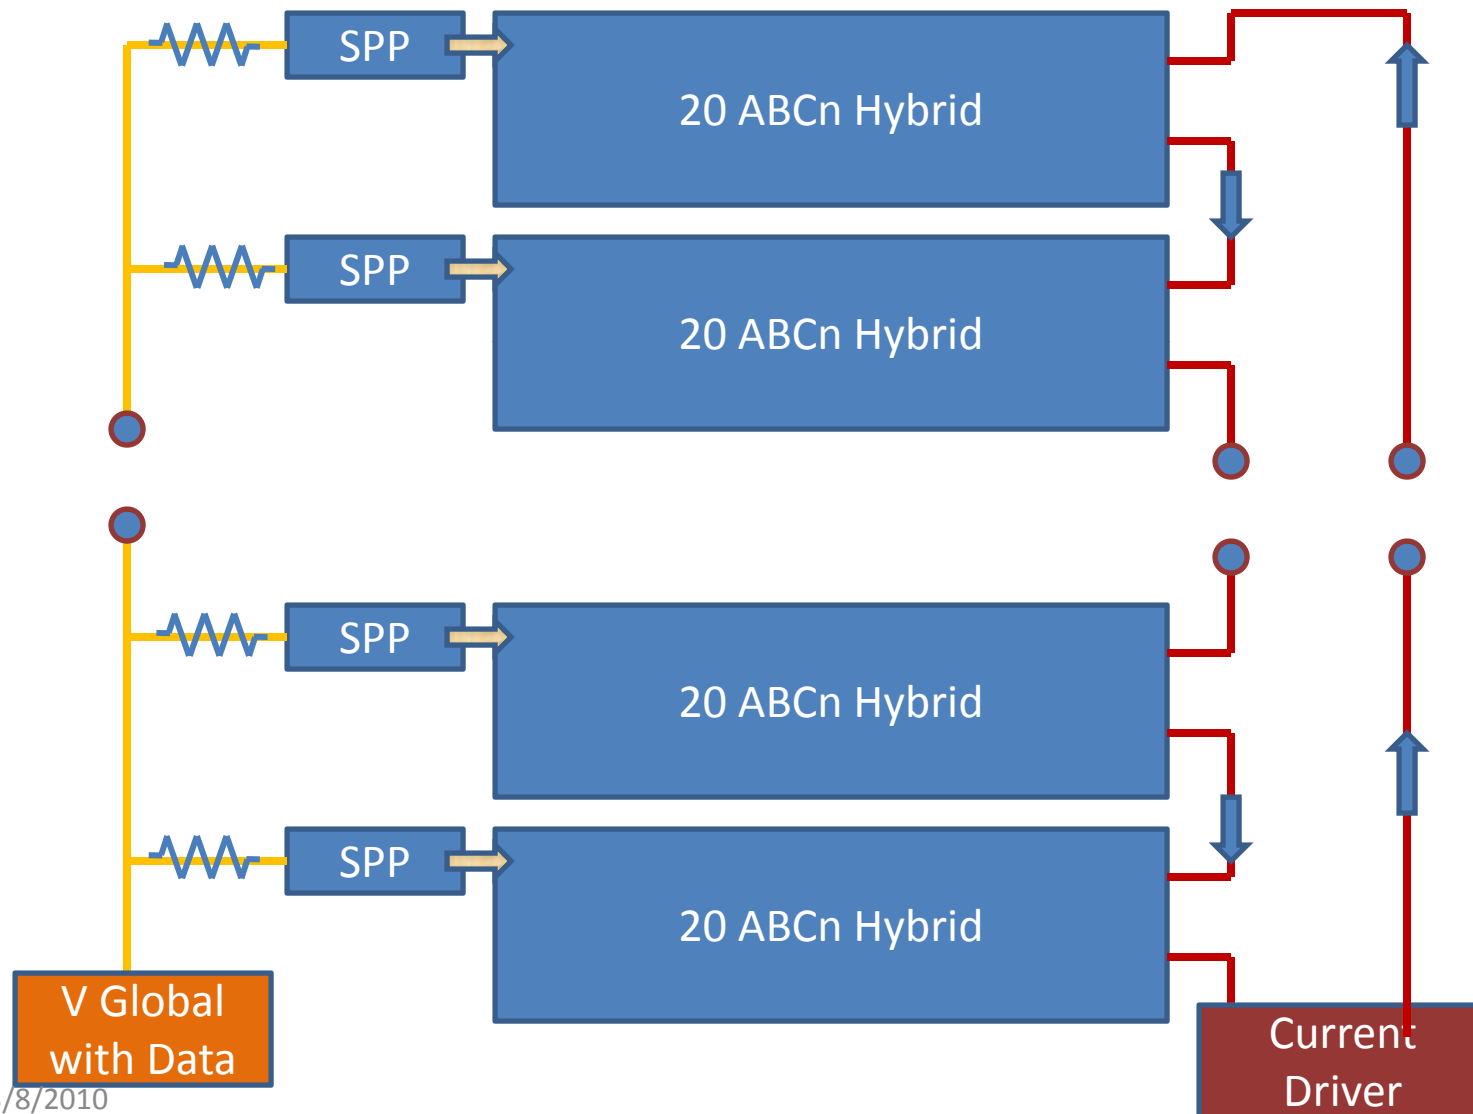 SPP
20 ABCn Hybrid
SPP
20 ABCn Hybrid
SPP
20 ABCn Hybrid
SPP
20 ABCn Hybrid
V Global
with Data
Current
Driver
/8/2010